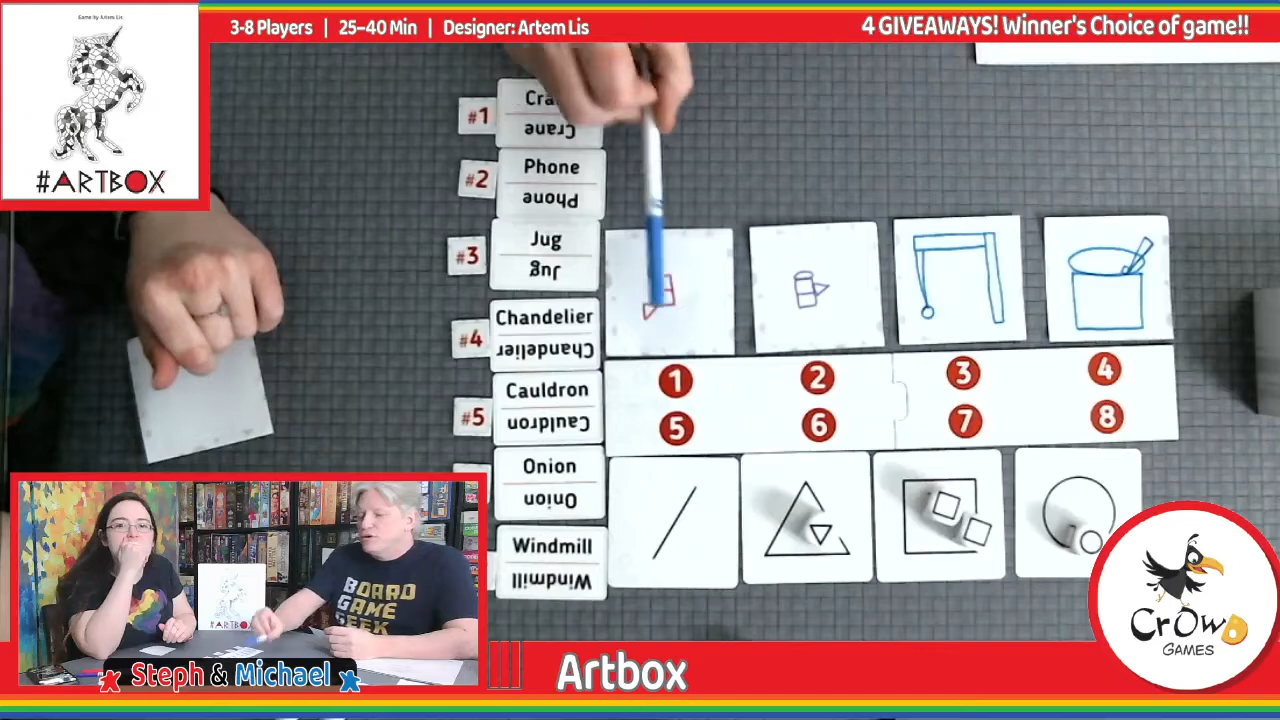 Game by Artem Lis
#ARTBOX
3-8 Players | 25-40 Min | Designer: Artem Lis
4 GIVEAWAYS! Winner's Choice of game!!
#1
Crane
#2
Phone
Phone
#3
Jug
Jug
#4
Chandelier
Chandelier
#5
Cauldron
Cauldron
Onion
Onion
Windmill
Windmill
1 2 3 4
5 6 7 8
BOARD
GAME
GEEK
#ARTBOX
Steph & Michael
Artbox
CrOwD
GAMES